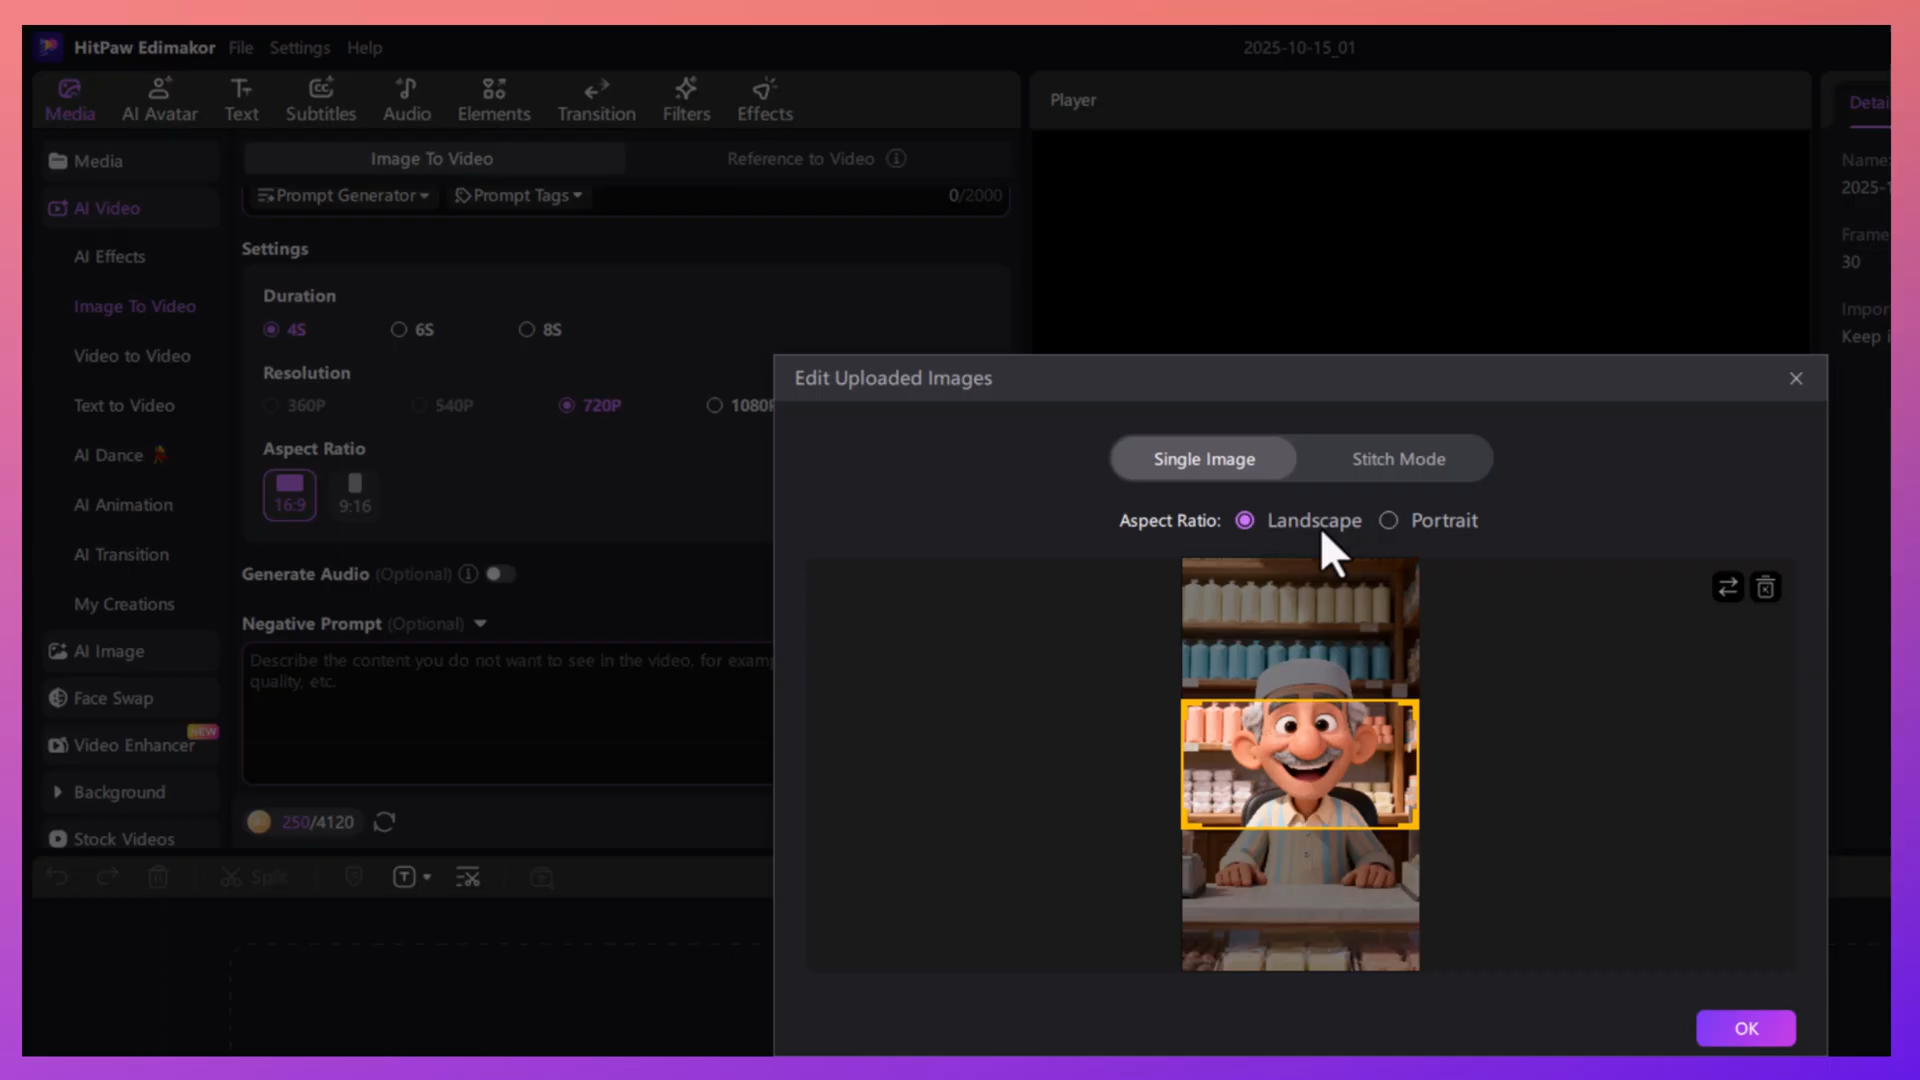 HitPaw Edimakor File Settings Help
2025-10-15_01
Media AI Avatar Text Subtitles Audio Elements Transition Filters Effects
Media
AI Video
AI Effects
Image To Video
Video to Video
Text to Video
AI Dance
AI Animation
AI Transition
My Creations
AI Image
Face Swap
NEW
Video Enhancer
Background
Stock Videos
Image To Video Reference to Video
Prompt Generator Prompt Tags 0/2000
Settings
Duration
4S 6S 8S
Resolution
360P 540P 720P 1080P
Aspect Ratio
16:9 9:16
Generate Audio (Optional)
Negative Prompt (Optional)
Describe the content you do not want to see in the video, for examp
quality, etc.
250/4120
Split
Player
Detai
Name:
2025-1
Frame
30
Impor
Keep i
Edit Uploaded Images
Single Image Stitch Mode
Aspect Ratio: Landscape Portrait
OK